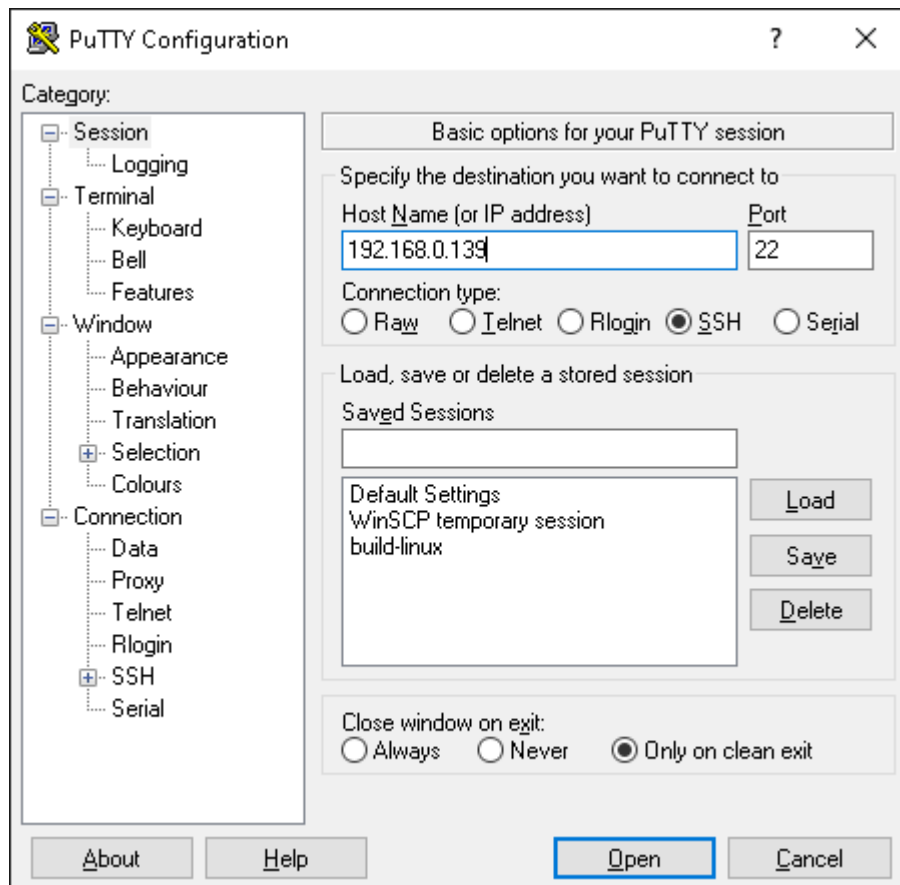 PuTTY Configuration
?
Category:
Session
Logging
Terminal
Keyboard
Bell
Features
Window
Appearance
Behaviour
Translation
Selection
Colours
Connection
Data
Proxy
Telnet
Rlogin
SSH
Serial
Basic options for your PuTTY session
Specify the destination you want to connect to
Host Name (or IP address) Port
192.168.0.139 22
Connection type:
Raw Telnet Rlogin SSH Serial
Load, save or delete a stored session
Saved Sessions
Default Settings
WinSCP temporary session
build-linux
Load
Save
Delete
Close window on exit:
Always Never Only on clean exit
About Help Open Cancel